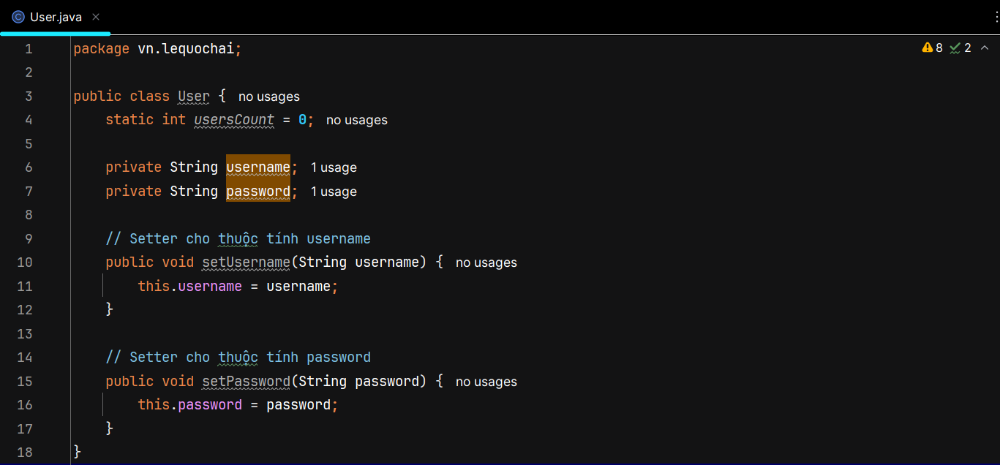 User.java
8 2
1 package vn.lequochai;
2
3 public class User { no usages
4     static int usersCount = 0; no usages
5
6     private String username; 1 usage
7     private String password; 1 usage
8
9     // Setter cho thuộc tính username
10     public void setUsername(String username) { no usages
11         this.username = username;
12     }
13
14     // Setter cho thuộc tính password
15     public void setPassword(String password) { no usages
16         this.password = password;
17     }
18 }